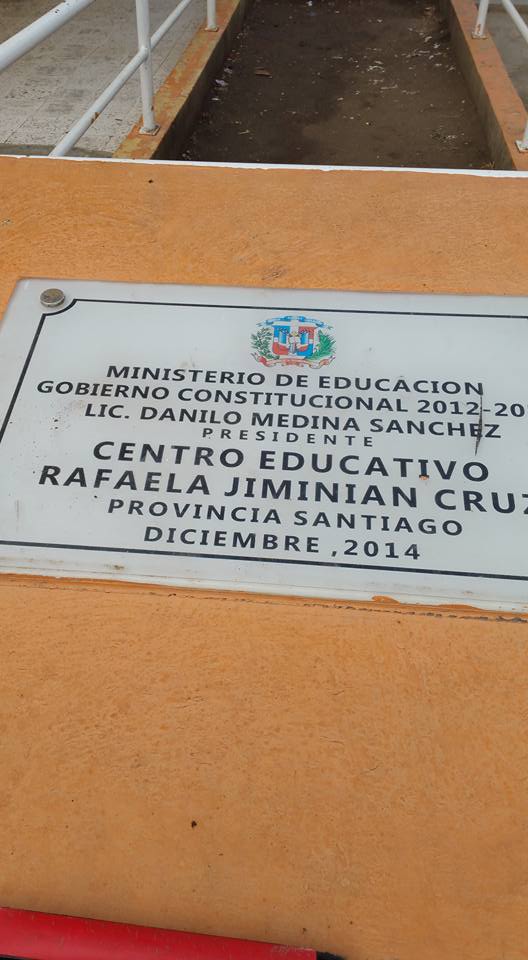 MINISTERIO DE EDUCACION
GOBIERNO CONSTITUCIONAL 2012-20
LIC. DANILO MEDINA SANCHEZ
PRESIDENTE
CENTRO EDUCATIVO
RAFAELA JIMINIAN CRUZ
PROVINCIA SANTIAGO
DICIEMBRE ,2014